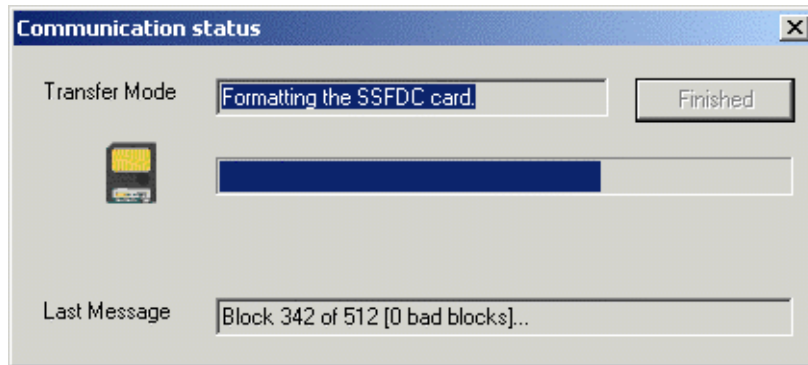 Communication status
Transfer Mode
Formatting the SSFDC card.
Finished
Last Message
Block 342 of 512 [0 bad blocks]...